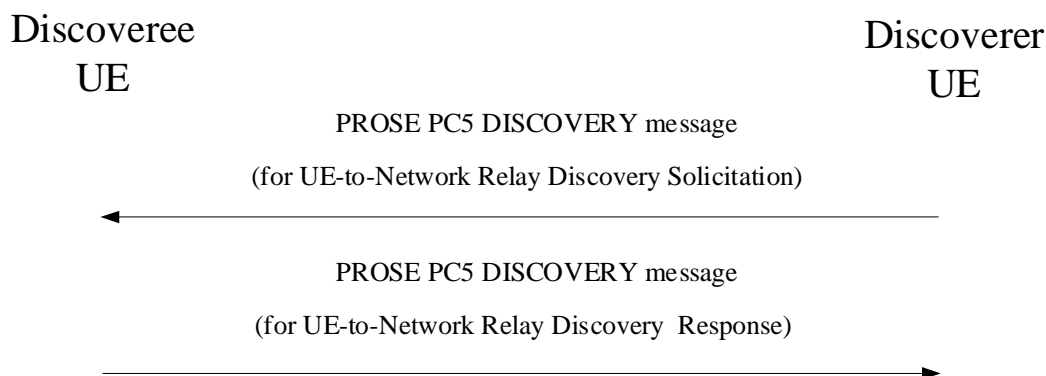 Discoveree
UE
Discoverer
UE
PROSE PC5 DISCOVERY message
(for UE-to-Network Relay Discovery Solicitation)
PROSE PC5 DISCOVERY message
(for UE-to-Network Relay Discovery Response)